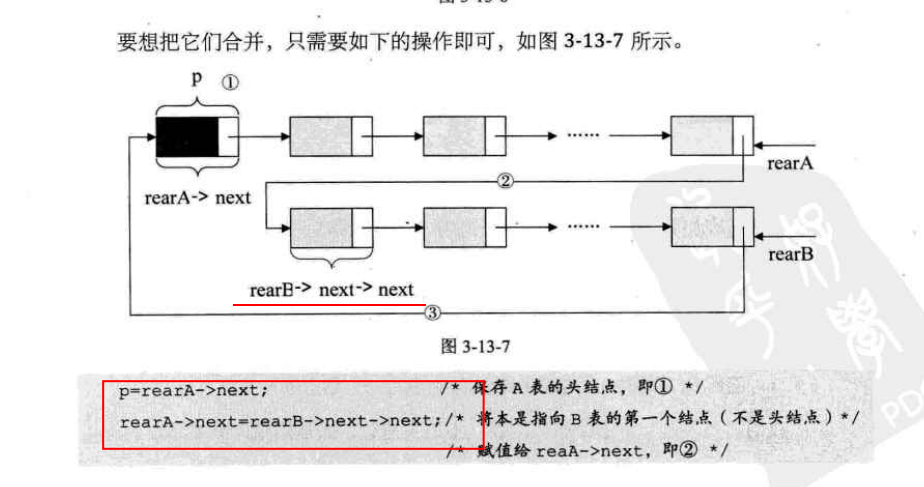 要想把它们合并，只需要如下的操作即可，如图 3-13-7 所示。
p ①
rearA
rearA-> next
②
rearB
rearB-> next-> next
③
图 3-13-7
p=rearA->next; /* 保存 A 表的头结点，即① */
rearA->next=rearB->next->next;/* 将本是指向 B 表的第一个结点（不是头结点）*/
/* 赋值给 reaA->next，即② */
PD